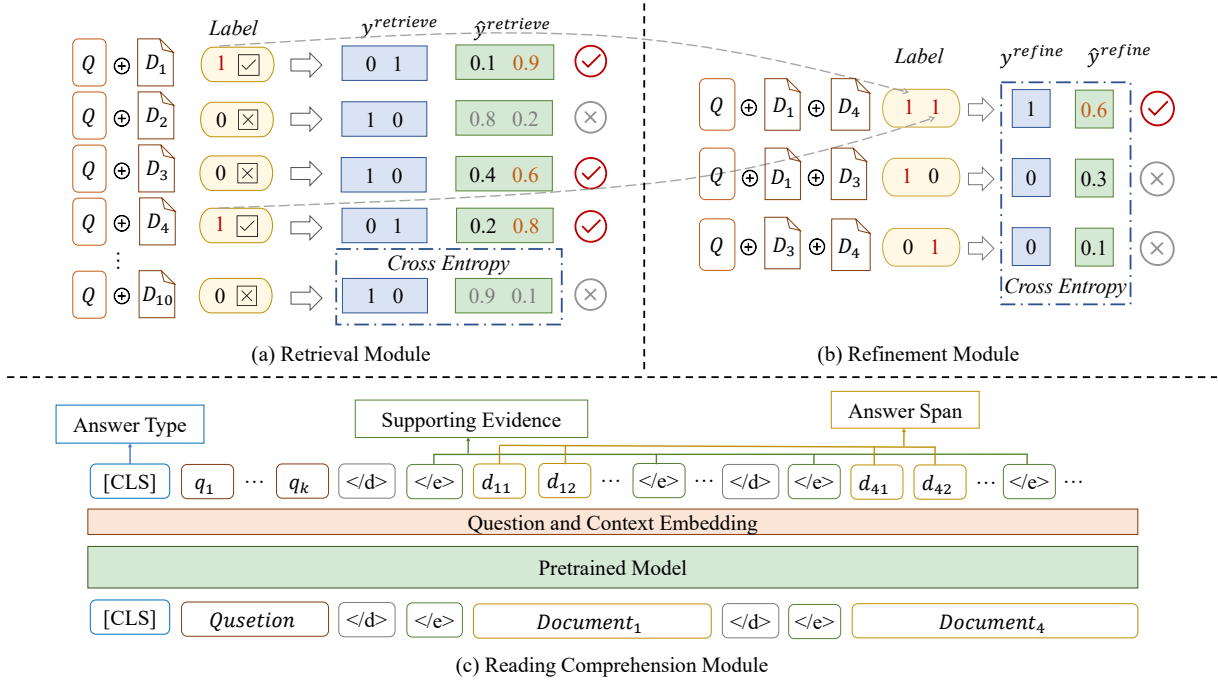 Label y^retrieve ŷ^retrieve
Q ⊕ D₁ 1 ☑ 0 1 0.1 0.9
Q ⊕ D₂ 0 ☒ 1 0 0.8 0.2
Q ⊕ D₃ 0 ☒ 1 0 0.4 0.6
Q ⊕ D₄ 1 ☑ 0 1 0.2 0.8
⋮
Cross Entropy
Q ⊕ D₁₀ 0 ☒ 1 0 0.9 0.1
(a) Retrieval Module
Label y^refine ŷ^refine
Q ⊕ D₁ ⊕ D₄ 1 1 1 0.6
Q ⊕ D₁ ⊕ D₃ 1 0 0 0.3
Q ⊕ D₃ ⊕ D₄ 0 1 0 0.1
Cross Entropy
(b) Refinement Module
Answer Type Supporting Evidence Answer Span
[CLS] q₁ ⋯ qₖ </d> </e> d₁₁ d₁₂ ⋯ </e> ⋯ </d> </e> d₄₁ d₄₂ ⋯ </e> ⋯
Question and Context Embedding
Pretrained Model
[CLS] Qusetion </d> </e> Document₁ </d> </e> Document₄
(c) Reading Comprehension Module